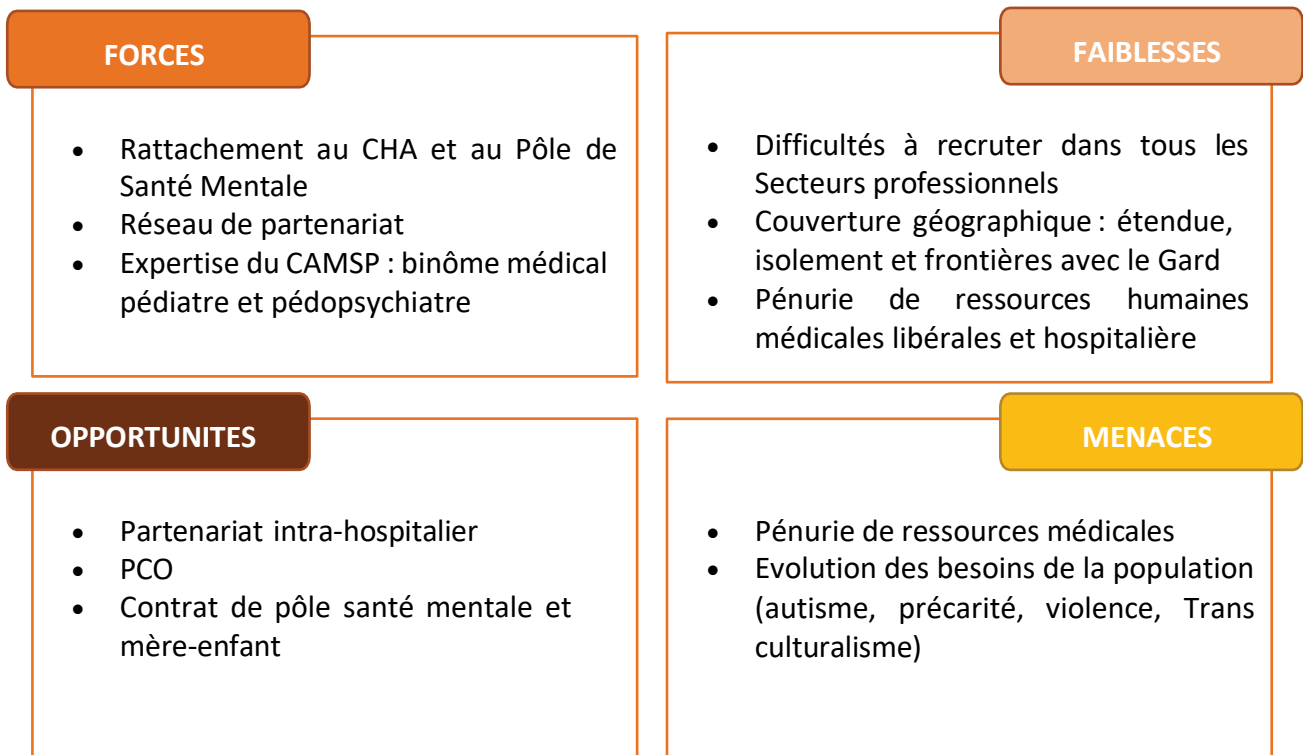 FORCES
• Rattachement au CHA et au Pôle de
Santé Mentale
• Réseau de partenariat
• Expertise du CAMSP : binôme médical
pédiatre et pédopsychiatre
FAIBLESSES
• Difficultés à recruter dans tous les
Secteurs professionnels
• Couverture géographique : étendue,
isolement et frontières avec le Gard
• Pénurie de ressources humaines
médicales libérales et hospitalière
OPPORTUNITES
• Partenariat intra-hospitalier
• PCO
• Contrat de pôle santé mentale et
mère-enfant
MENACES
• Pénurie de ressources médicales
• Evolution des besoins de la population
(autisme, précarité, violence, Trans
culturalisme)